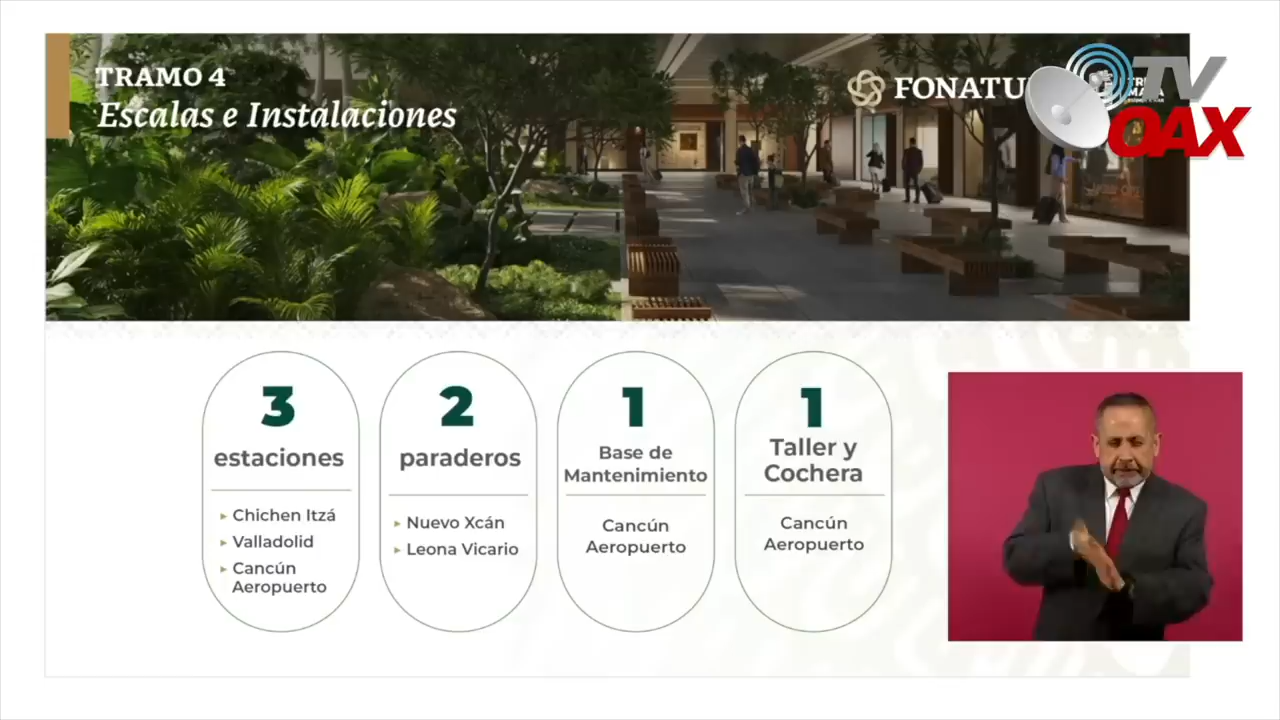 TRAMO 4
Escalas e Instalaciones
FONATU
TV
OAX
3
estaciones
▸ Chichen Itzá
▸ Valladolid
▸ Cancún
Aeropuerto
2
paraderos
▸ Nuevo Xcán
▸ Leona Vicario
1
Base de
Mantenimiento
Cancún
Aeropuerto
1
Taller y
Cochera
Cancún
Aeropuerto